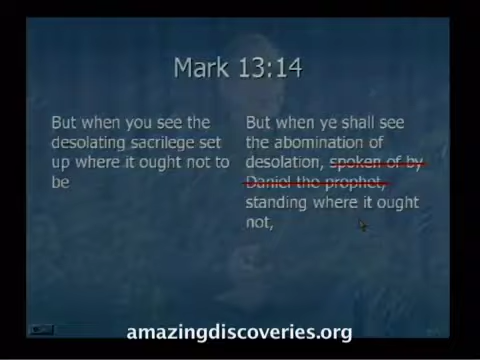 Mark 13:14
But when you see the
desolating sacrilege set
up where it ought not to
be
But when ye shall see
the abomination of
desolation, spoken of by
Daniel the prophet,
standing where it ought
not,
amazingdiscoveries.org